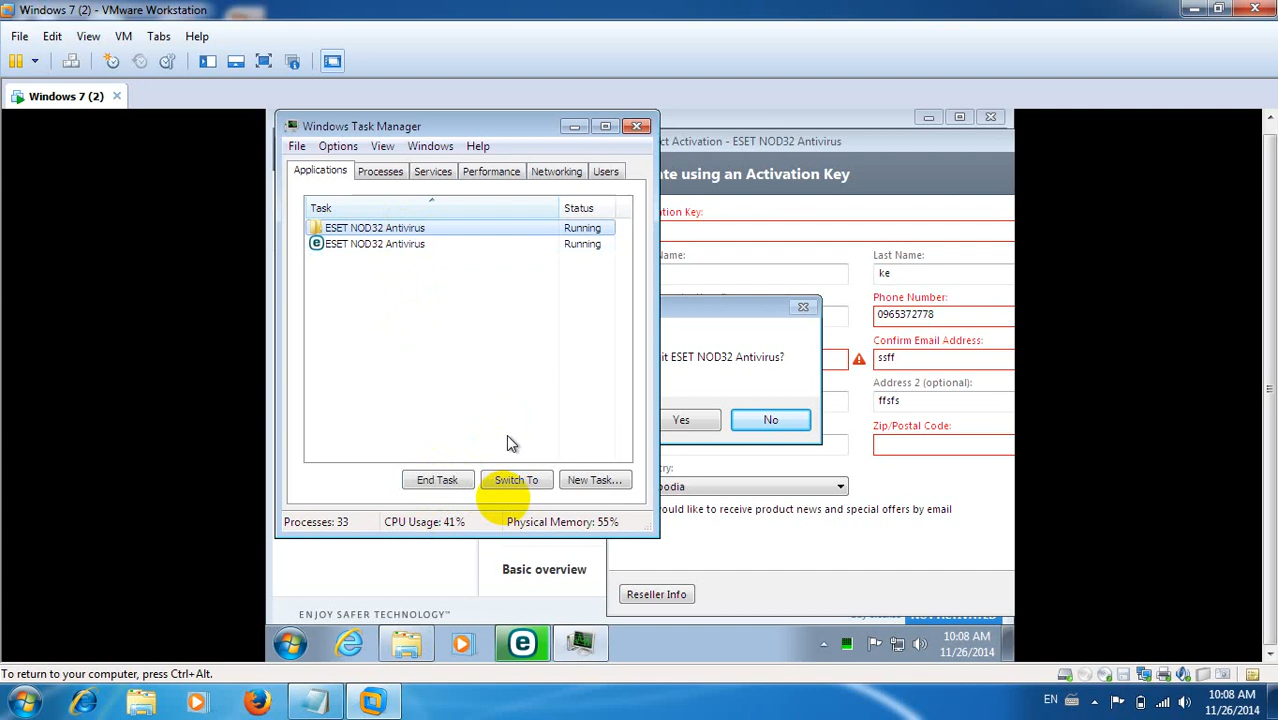 Windows 7 (2) - VMware Workstation
File Edit View VM Tabs Help
Windows 7 (2)
Windows Task Manager
File Options View Windows Help
Applications Processes Services Performance Networking Users
Task Status
ESET NOD32 Antivirus Running
ESET NOD32 Antivirus Running
End Task Switch To New Task...
Processes: 33 CPU Usage: 41% Physical Memory: 55%
ct Activation - ESET NOD32 Antivirus
te using an Activation Key
ation Key:
Name: Last Name:
ke
Phone Number:
0965372778
Confirm Email Address:
ssff
Address 2 (optional):
ffsfs
Zip/Postal Code:
it ESET NOD32 Antivirus?
Yes No
try:
odia
ould like to receive product news and special offers by email
Reseller Info
Basic overview
ENJOY SAFER TECHNOLOGY™
10:08 AM
11/26/2014
To return to your computer, press Ctrl+Alt.
EN
10:08 AM
11/26/2014